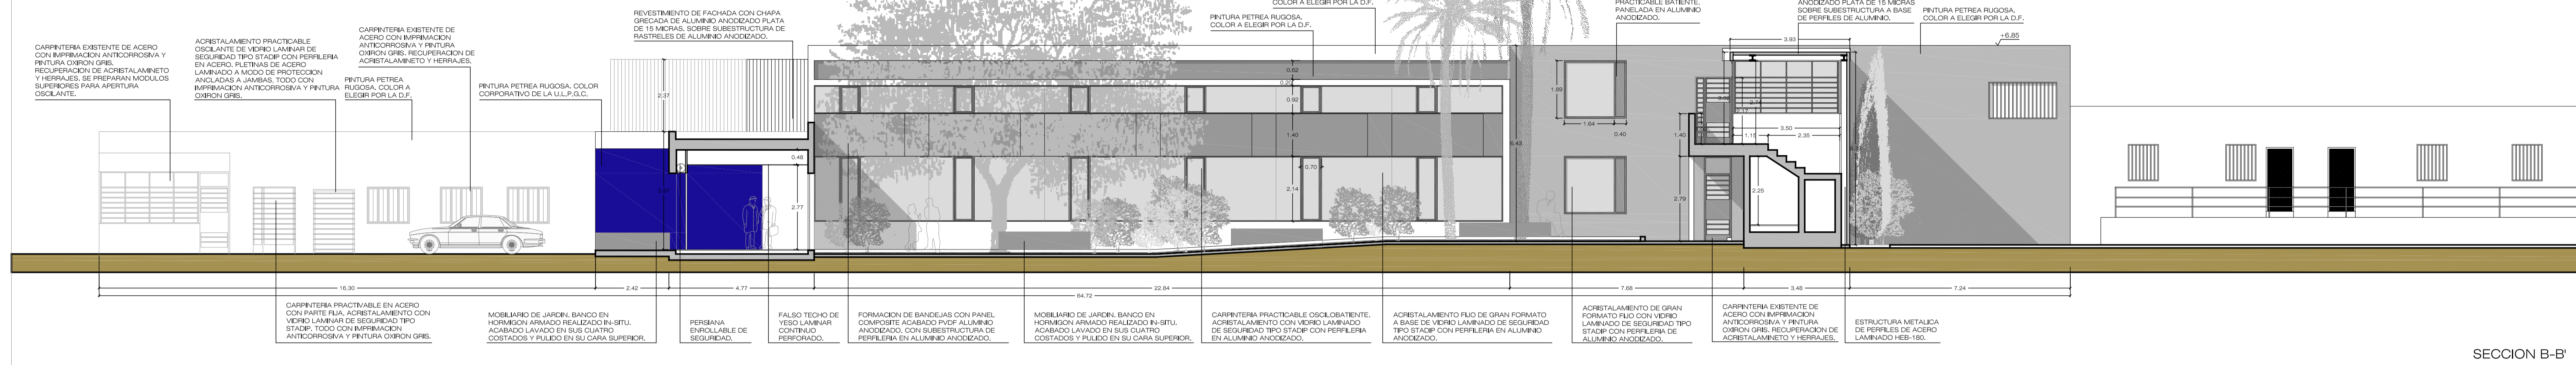 CARPINTERIA EXISTENTE DE ACERO
CON IMPRIMACION ANTICORROSIVA Y
PINTURA OXIRON GRIS.
RECUPERACION DE ACRISTALAMINETO
Y HERRAJES. SE PREPARAN MODULOS
SUPERIORES PARA APERTURA
OSCILANTE.
ACRISTALAMIENTO PRACTICABLE
OSCILANTE DE VIDRIO LAMINAR DE
SEGURIDAD TIPO STADIP CON PERFILERIA
EN ACERO. PLETINAS DE ACERO
LAMINADO A MODO DE PROTECCION
ANCLADAS A JAMBAS, TODO CON
IMPRIMACION ANTICORROSIVA Y PINTURA
OXIRON GRIS.
CARPINTERIA EXISTENTE DE
ACERO CON IMPRIMACION
ANTICORROSIVA Y PINTURA
OXIRON GRIS. RECUPERACION DE
ACRISTALAMINETO Y HERRAJES.
PINTURA PETREA
RUGOSA. COLOR A
ELEGIR POR LA D.F.
PINTURA PETREA RUGOSA. COLOR
CORPORATIVO DE LA U.L.P.G.C.
REVESTIMIENTO DE FACHADA CON CHAPA
GRECADA DE ALUMINIO ANODIZADO PLATA
DE 15 MICRAS. SOBRE SUBESTRUCTURA DE
RASTRELES DE ALUMINIO ANODIZADO.
COLOR A ELEGIR POR LA D.F.
PINTURA PETREA RUGOSA.
COLOR A ELEGIR POR LA D.F.
PRACTICABLE BATIENTE.
PANELADA EN ALUMINIO
ANODIZADO.
ANODIZADO PLATA DE 15 MICRAS
SOBRE SUBESTRUCTURA A BASE
DE PERFILES DE ALUMINIO.
PINTURA PETREA RUGOSA.
COLOR A ELEGIR POR LA D.F.
+6.85
3.93
2.37
0.62
0.20
0.92
1.40
0.70
2.14
0.48
2.77
6.43
1.89
1.64
0.40
1.40
2.79
2.17
3.50
1.15
2.35
2.25
16.30
2.42
4.77
22.84
7.68
3.48
7.24
84.72
CARPINTERIA PRACTIVABLE EN ACERO
CON PARTE FIJA, ACRISTALAMIENTO CON
VIDRIO LAMINAR DE SEGURIDAD TIPO
STADIP, TODO CON IMPRIMACION
ANTICORROSIVA Y PINTURA OXIRON GRIS.
MOBILIARIO DE JARDIN. BANCO EN
HORMIGON ARMADO REALIZADO IN-SITU.
ACABADO LAVADO EN SUS CUATRO
COSTADOS Y PULIDO EN SU CARA SUPERIOR.
PERSIANA
ENROLLABLE DE
SEGURIDAD.
FALSO TECHO DE
YESO LAMINAR
CONTINUO
PERFORADO.
FORMACION DE BANDEJAS CON PANEL
COMPOSITE ACABADO PVDF ALUMINIO
ANODIZADO. CON SUBESTRUCTURA DE
PERFILERIA EN ALUMINIO ANODIZADO.
MOBILIARIO DE JARDIN. BANCO EN
HORMIGON ARMADO REALIZADO IN-SITU.
ACABADO LAVADO EN SUS CUATRO
COSTADOS Y PULIDO EN SU CARA SUPERIOR.
CARPINTERIA PRACTICABLE OSCILOBATIENTE.
ACRISTALAMIENTO CON VIDRIO LAMINADO
DE SEGURIDAD TIPO STADIP CON PERFILERIA
EN ALUMINIO ANODIZADO.
ACRISTALAMIENTO FIJO DE GRAN FORMATO
A BASE DE VIDRIO LAMINADO DE SEGURIDAD
TIPO STADIP CON PERFILERIA EN ALUMINIO
ANODIZADO.
ACRISTALAMIENTO DE GRAN
FORMATO FIJO CON VIDRIO
LAMINADO DE SEGURIDAD TIPO
STADIP CON PERFILERIA DE
ALUMINIO ANODIZADO.
CARPINTERIA EXISTENTE DE
ACERO CON IMPRIMACION
ANTICORROSIVA Y PINTURA
OXIRON GRIS. RECUPERACION DE
ACRISTALAMINETO Y HERRAJES.
ESTRUCTURA METALICA
DE PERFILES DE ACERO
LAMINADO HEB-180.
SECCION B-B'